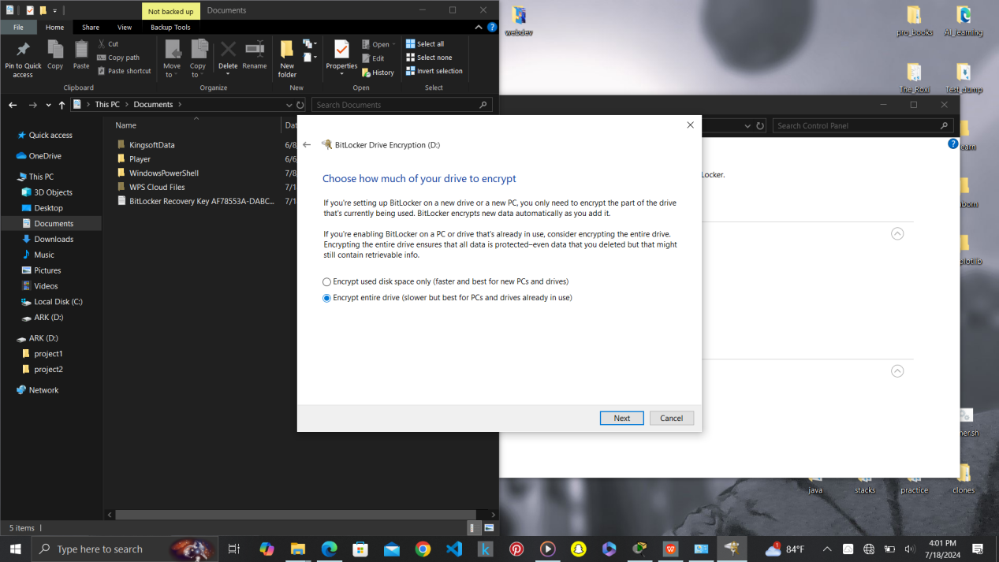 Not backed up
Documents
File
Home
Share
View
Backup Tools
Pin to Quick
access
Copy
Paste
Cut
Copy path
Paste shortcut
Move
to
Copy
to
Delete
Rename
New
folder
Properties
Open
Edit
History
Select all
Select none
Invert selection
Clipboard
Organize
New
Open
Select
This PC
Documents
Search Documents
Quick access
OneDrive
This PC
3D Objects
Desktop
Documents
Downloads
Music
Pictures
Videos
Local Disk (C:)
ARK (D:)
ARK (D:)
project1
project2
Network
Name
KingsoftData
6/8/
Player
6/6/
WindowsPowerShell
7/8/
WPS Cloud Files
BitLocker Recovery Key AF78553A-DABC...
5 items
BitLocker Drive Encryption (D:)
Choose how much of your drive to encrypt
If you're setting up BitLocker on a new drive or a new PC, you only need to encrypt the part of the drive
that's currently being used. BitLocker encrypts new data automatically as you add it.
If you're enabling BitLocker on a PC or drive that's already in use, consider encrypting the entire drive.
Encrypting the entire drive ensures that all data is protected–even data that you deleted but that might
still contain retrievable info.
Encrypt used disk space only (faster and best for new PCs and drives)
Encrypt entire drive (slower but best for PCs and drives already in use)
Next
Cancel
Search Control Panel
Locker.
webdev
pro_books
AI_learning
The_Roxi
Test_dump
java
stacks
practice
clones
Type here to search
1
84°F
4:01 PM
7/18/2024